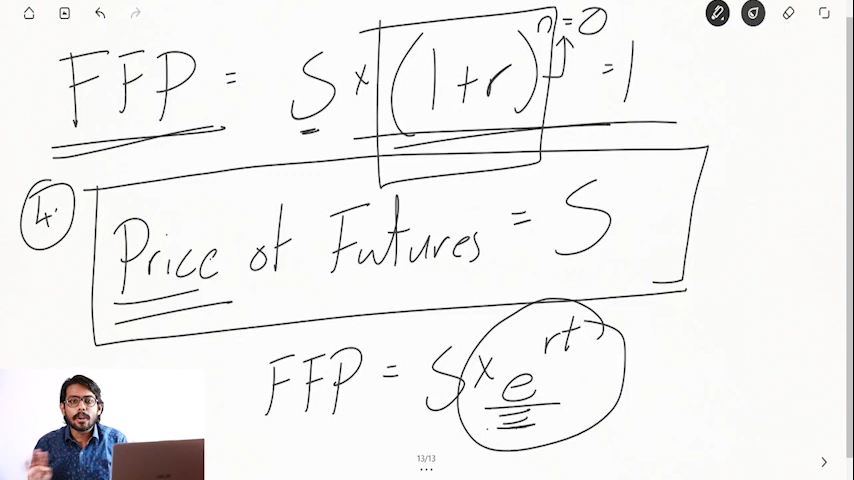 FFP = S × (1+r)^n = 0 = 1
4.
Price of Futures = S
FFP = S × e^rt
13/13